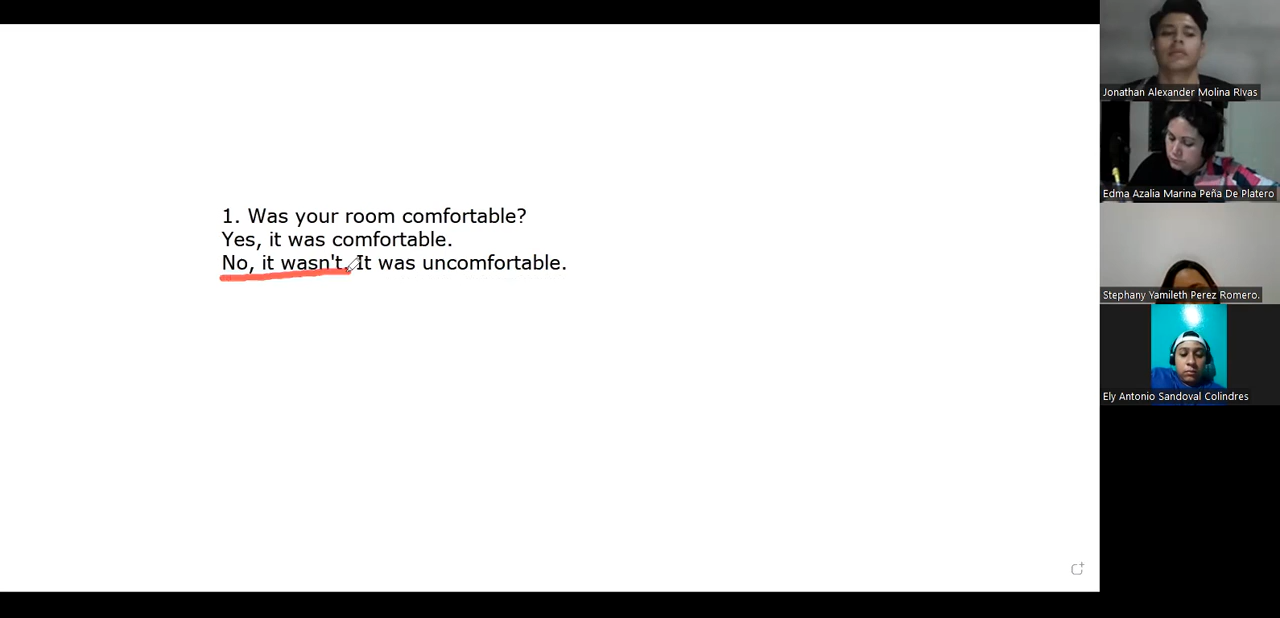 1. Was your room comfortable?
Yes, it was comfortable.
No, it wasn't. It was uncomfortable.
Jonathan Alexander Molina Rivas
Edma Azalia Marina Peña De Platero
Stephany Yamileth Perez Romero.
Ely Antonio Sandoval Colindres